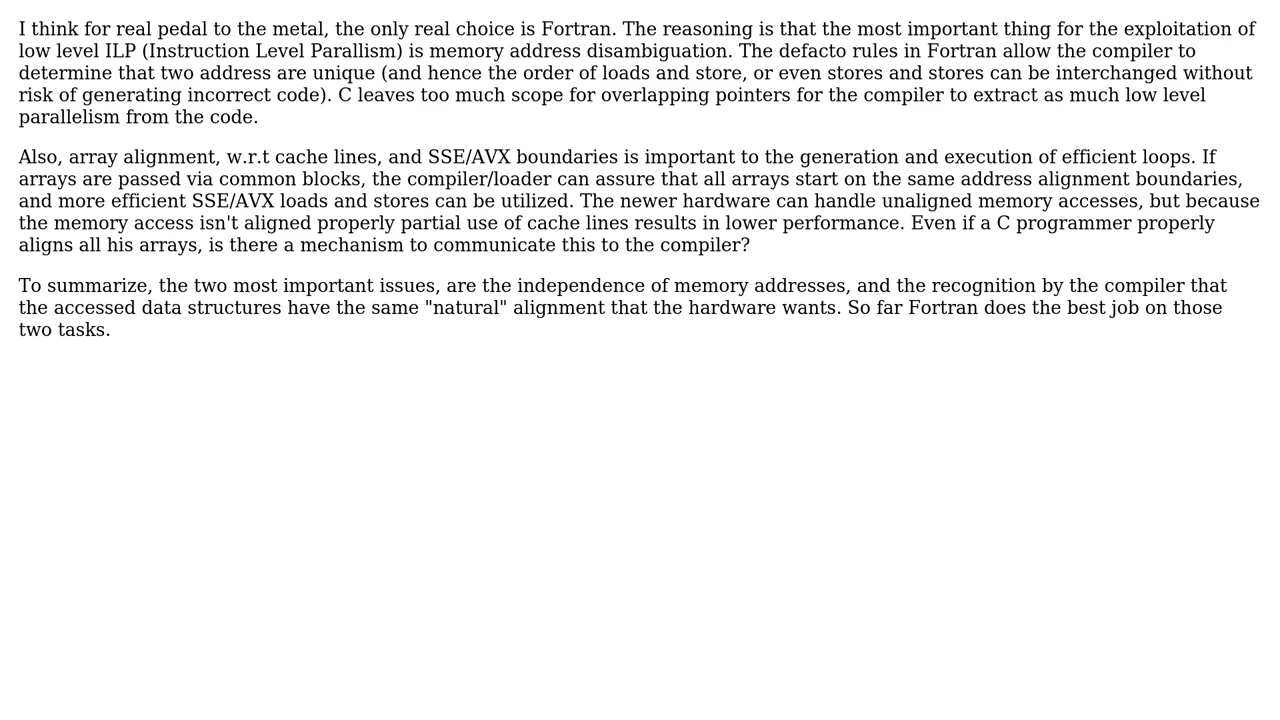 I think for real pedal to the metal, the only real choice is Fortran. The reasoning is that the most important thing for the exploitation of
low level ILP (Instruction Level Parallism) is memory address disambiguation. The defacto rules in Fortran allow the compiler to
determine that two address are unique (and hence the order of loads and store, or even stores and stores can be interchanged without
risk of generating incorrect code). C leaves too much scope for overlapping pointers for the compiler to extract as much low level
parallelism from the code.
Also, array alignment, w.r.t cache lines, and SSE/AVX boundaries is important to the generation and execution of efficient loops. If
arrays are passed via common blocks, the compiler/loader can assure that all arrays start on the same address alignment boundaries,
and more efficient SSE/AVX loads and stores can be utilized. The newer hardware can handle unaligned memory accesses, but because
the memory access isn't aligned properly partial use of cache lines results in lower performance. Even if a C programmer properly
aligns all his arrays, is there a mechanism to communicate this to the compiler?
To summarize, the two most important issues, are the independence of memory addresses, and the recognition by the compiler that
the accessed data structures have the same "natural" alignment that the hardware wants. So far Fortran does the best job on those
two tasks.